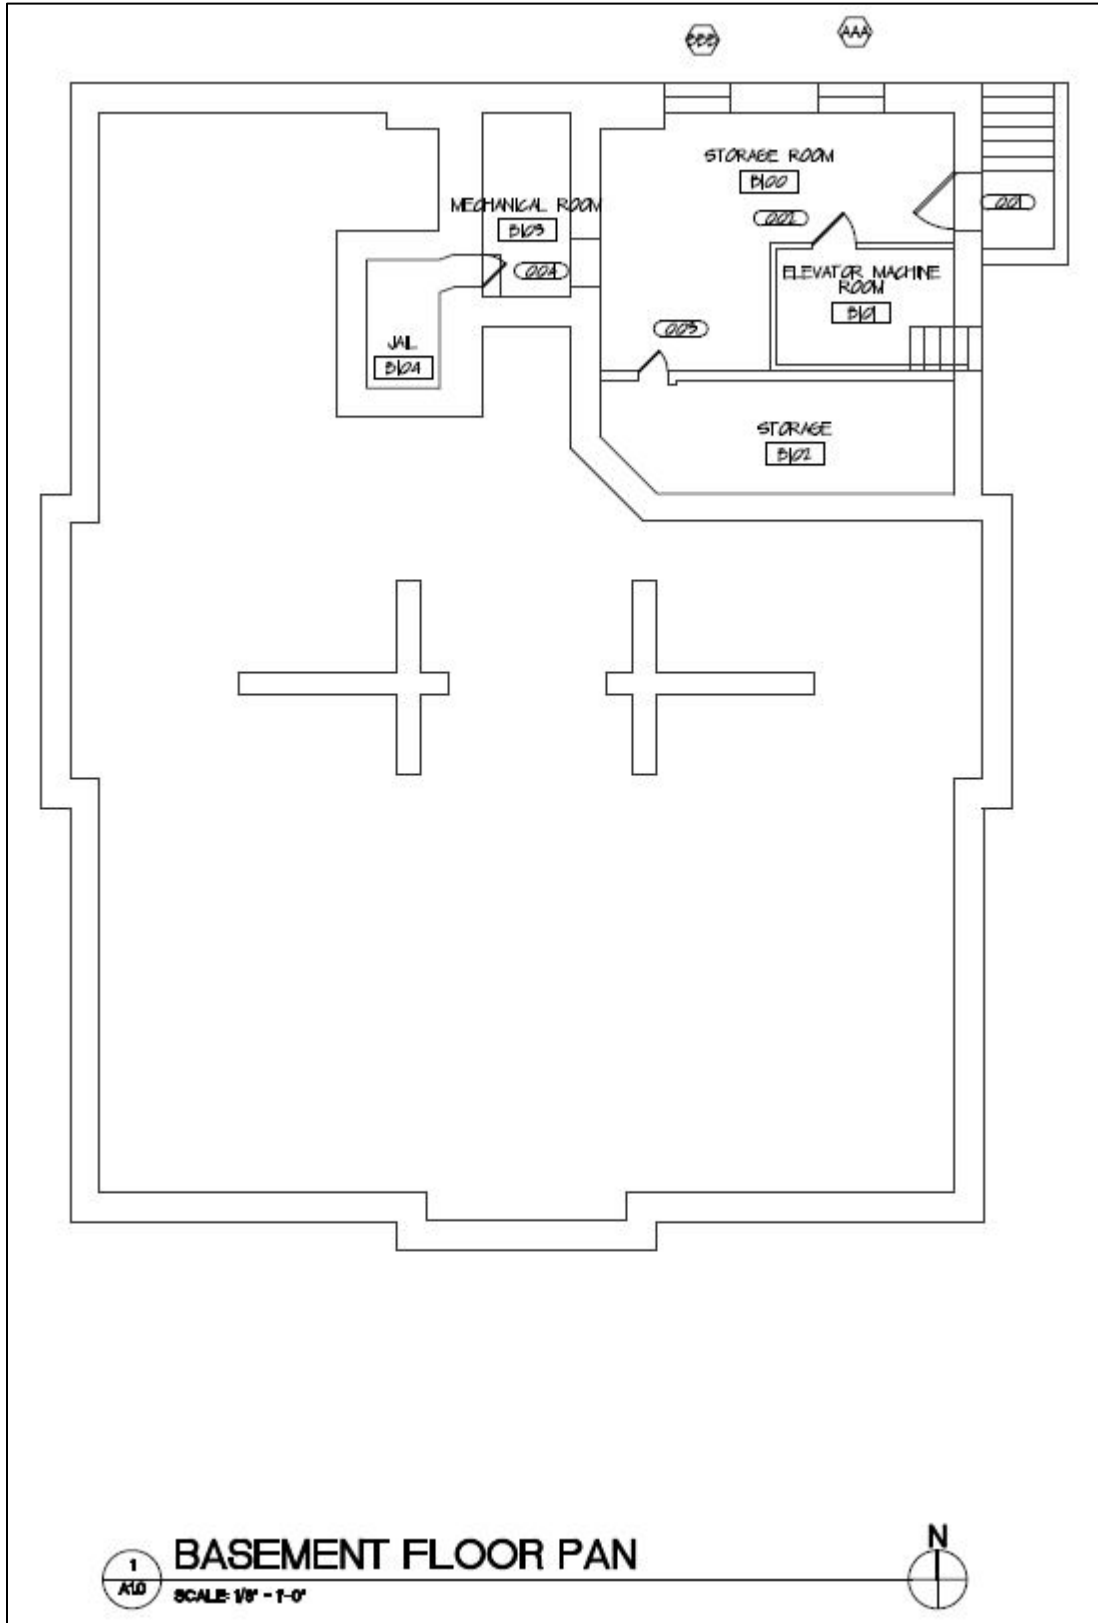 BBB
AAA
STORAGE ROOM
B100
MECHANICAL ROOM
B103
001
002
004
ELEVATOR MACHINE
ROOM
B101
003
JAIL
B104
STORAGE
B102
N
1
A1.0
BASEMENT FLOOR PAN
SCALE: 1/8" = 1'-0"